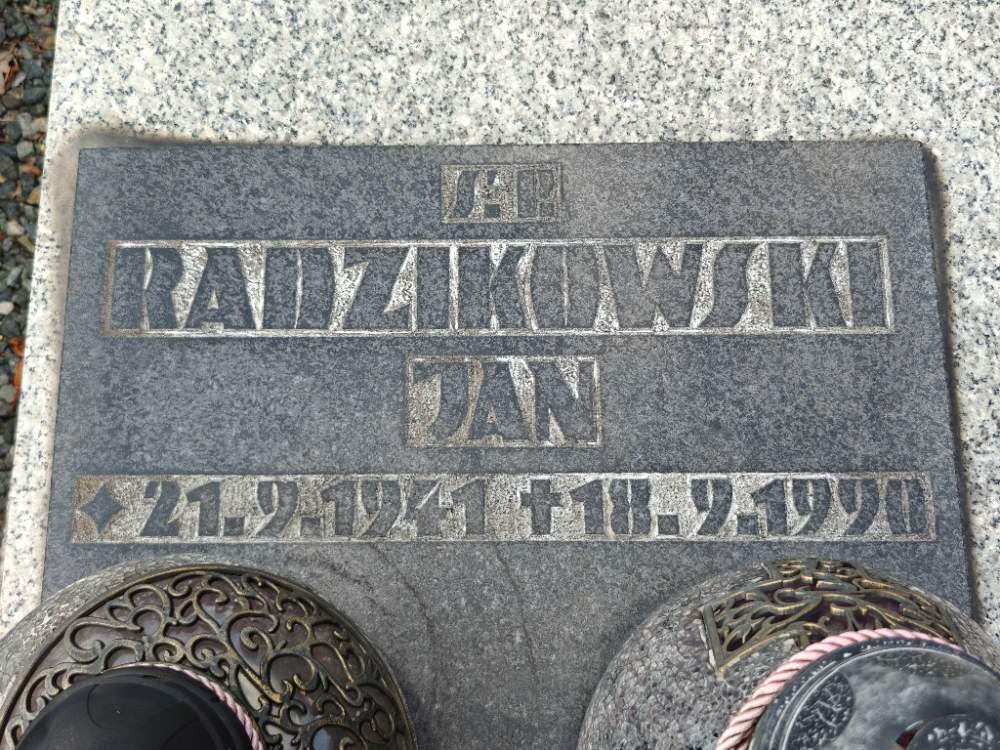 Ś.P.
RADZIKOWSKI
JAN
✦ 21.9.1941 ✝ 18.9.1990